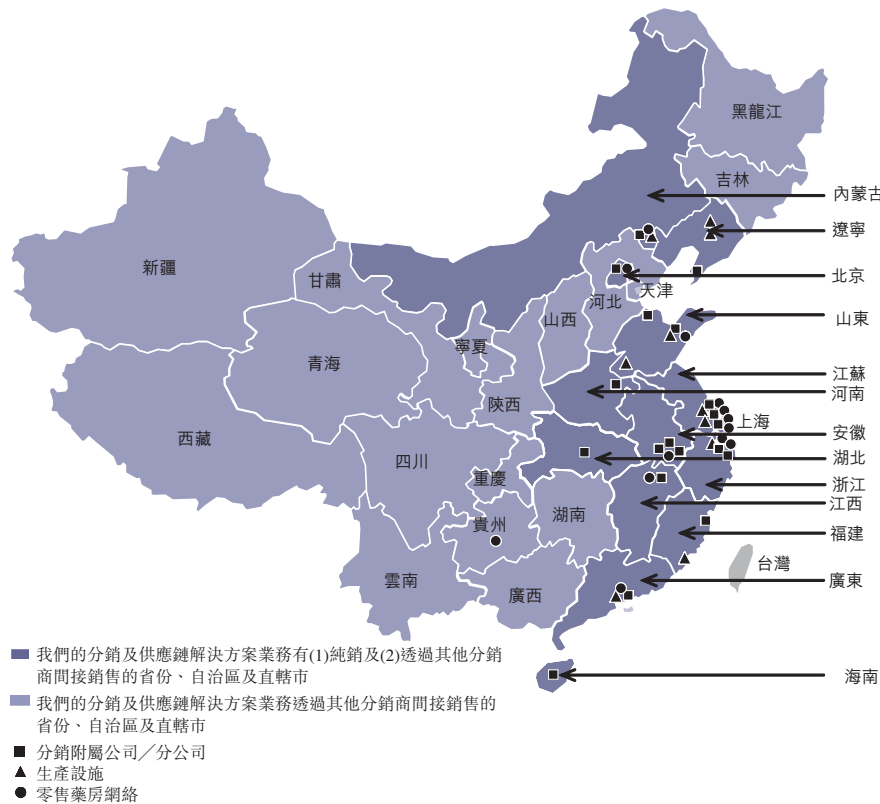 黑龍江
吉林
內蒙古
遼寧
新疆
甘肅
北京
天津
河北
山東
山西
寧夏
青海
江蘇
河南
陝西
上海
西藏
安徽
四川
湖北
重慶
浙江
江西
貴州
湖南
福建
台灣
雲南
廣西
廣東
我們的分銷及供應鏈解決方案業務有(1)純銷及(2)透過其他分銷
商間接銷售的省份、自治區及直轄市
海南
我們的分銷及供應鏈解決方案業務透過其他分銷商間接銷售的
省份、自治區及直轄市
分銷附屬公司／分公司
生產設施
零售藥房網絡